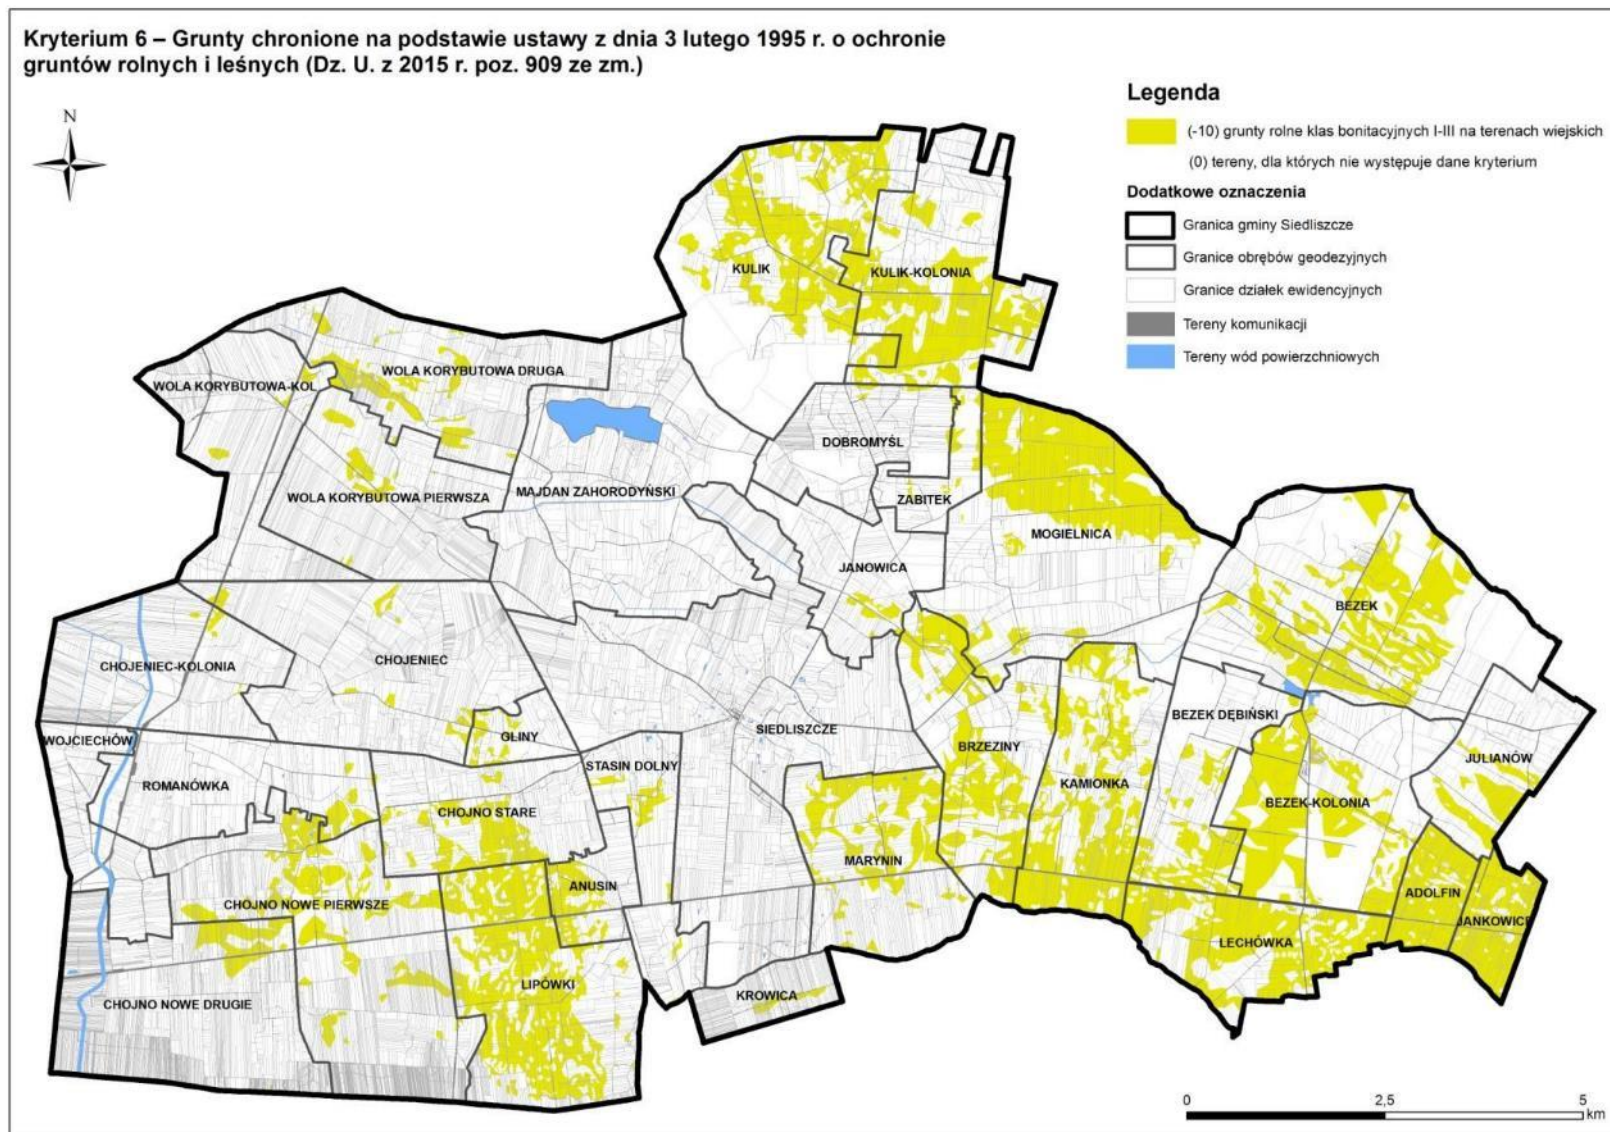 Kryterium 6 – Grunty chronione na podstawie ustawy z dnia 3 lutego 1995 r. o ochronie
gruntów rolnych i leśnych (Dz. U. z 2015 r. poz. 909 ze zm.)
N
Legenda
(-10) grunty rolne klas bonitacyjnych I-III na terenach wiejskich
(0) tereny, dla których nie występuje dane kryterium
Dodatkowe oznaczenia
Granica gminy Siedliszcze
Granice obrębów geodezyjnych
Granice działek ewidencyjnych
Tereny komunikacji
Tereny wód powierzchniowych
KULIK
KULIK-KOLONIA
WOLA KORYBUTOWA DRUGA
WOLA KORYBUTOWA-KOL.
DOBROMYŚL
WOLA KORYBUTOWA PIERWSZA
MAJDAN ZAHORODYŃSKI
ZABITEK
MOGIELNICA
JANOWICA
BEZEK
CHOJENIEC-KOLONIA
CHOJENIEC
BEZEK DĘBIŃSKI
SIEDLISZCZE
GLINY
WOJCIECHÓW
BRZEZINY
JULIANÓW
STASIN DOLNY
ROMANÓWKA
KAMIONKA
BEZEK-KOLONIA
CHOJNO STARE
MARYNIN
ANUSIN
ADOLFIN
CHOJNO NOWE PIERWSZE
JANKOWICE
LECHÓWKA
LIPÓWKI
KROWICA
CHOJNO NOWE DRUGIE
0 2,5 5
km